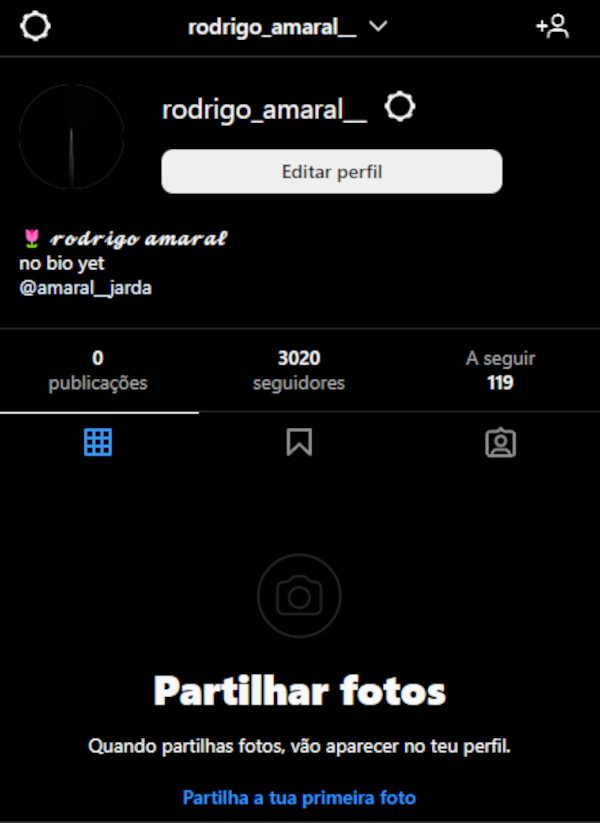 rodrigo_amaral__
rodrigo_amaral__
Editar perfil
🌷 𝓻𝓸𝓭𝓻𝓲𝓰𝓸 𝓪𝓶𝓪𝓻𝓪𝓵
no bio yet
@amaral__jarda
0 3020 A seguir
publicações seguidores 119
Partilhar fotos
Quando partilhas fotos, vão aparecer no teu perfil.
Partilha a tua primeira foto